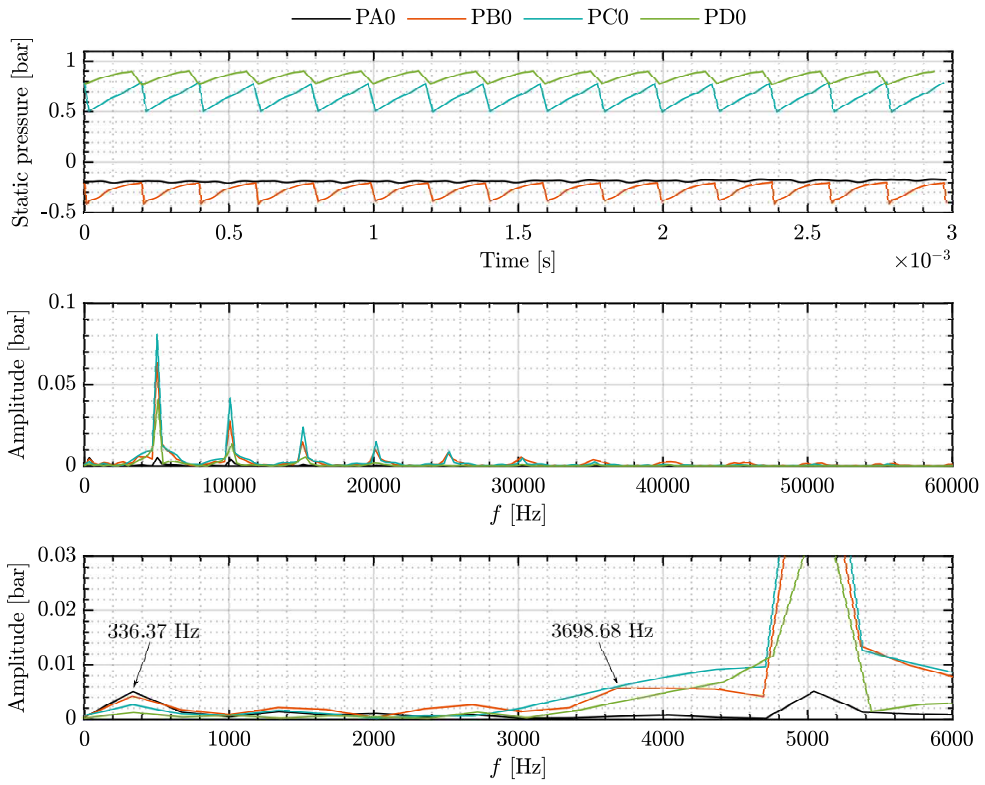 PA0 PB0 PC0 PD0
Static pressure [bar]
1
0.5
0
-0.5
0 0.5 1 1.5 2 2.5 3
Time [s]
×10⁻³
Amplitude [bar]
0.1
0.05
0
0 10000 20000 30000 40000 50000 60000
f [Hz]
Amplitude [bar]
0.03
0.02
0.01
0
336.37 Hz
3698.68 Hz
0 1000 2000 3000 4000 5000 6000
f [Hz]